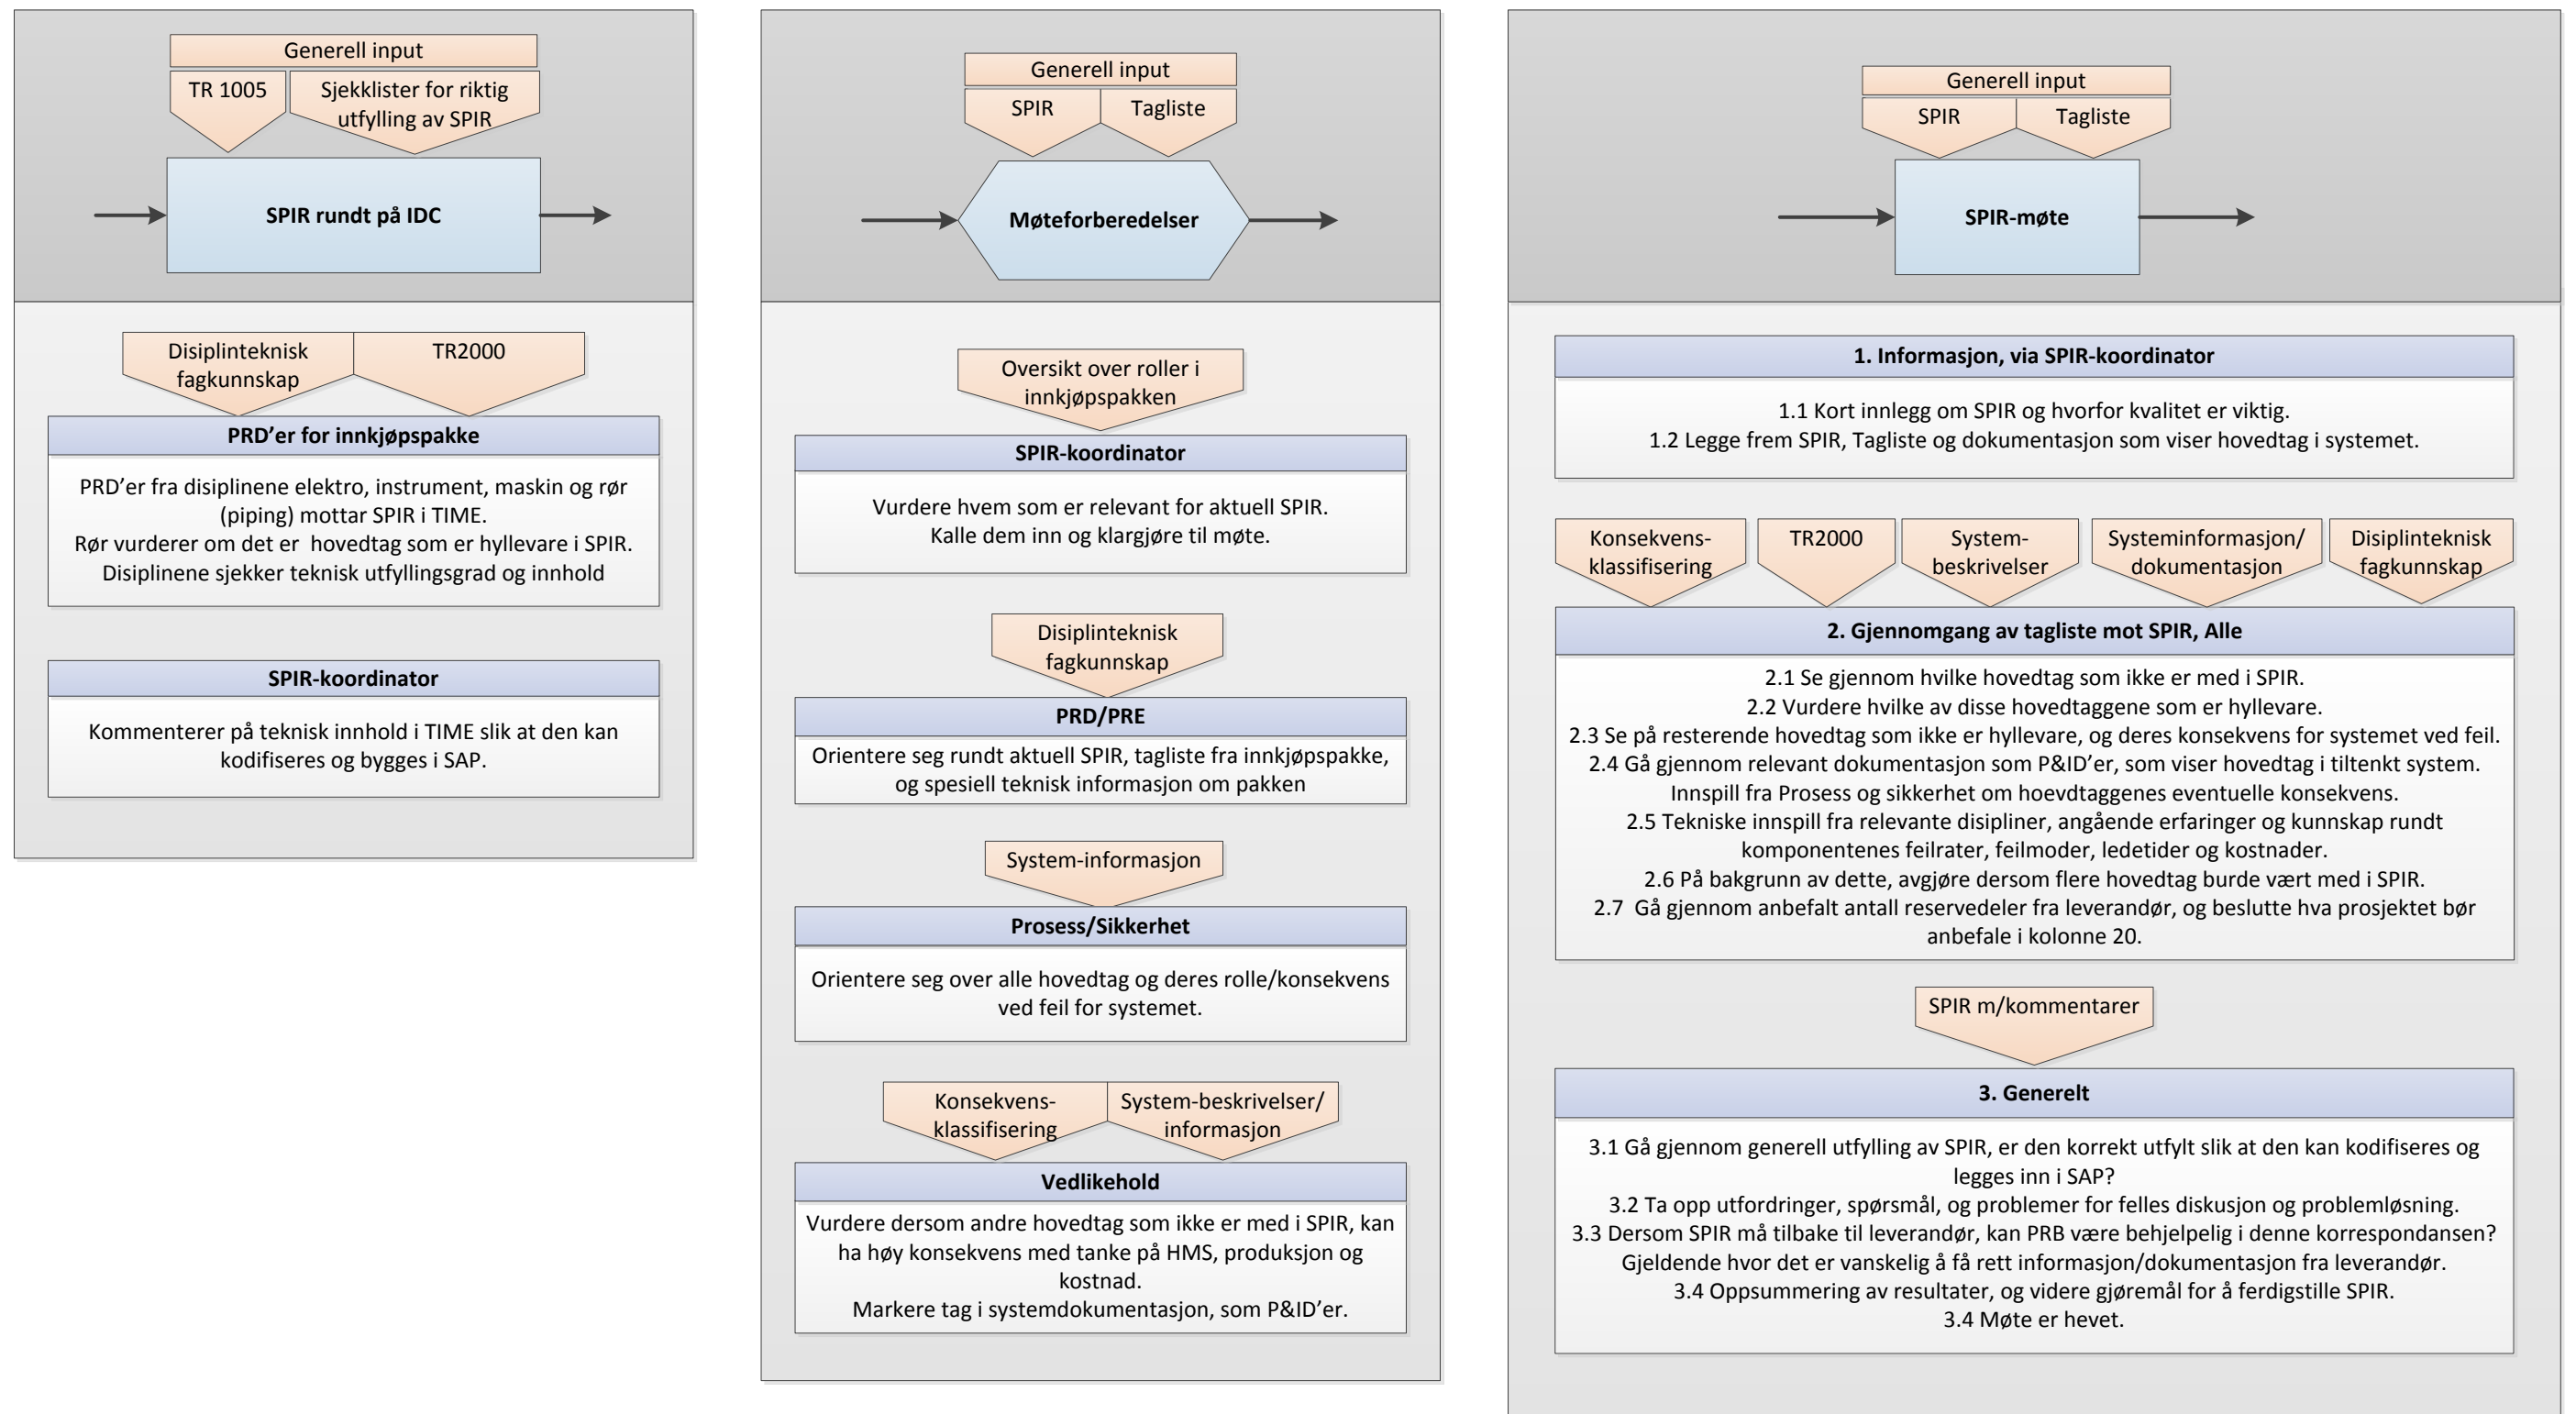 Generell input
TR 1005
Sjekklister for riktig
utfylling av SPIR
SPIR rundt på IDC
Disiplinteknisk
fagkunnskap
TR2000
PRD’er for innkjøpspakke
PRD’er fra disiplinene elektro, instrument, maskin og rør
(piping) mottar SPIR i TIME.
Rør vurderer om det er  hovedtag som er hyllevare i SPIR.
Disiplinene sjekker teknisk utfyllingsgrad og innhold
SPIR-koordinator
Kommenterer på teknisk innhold i TIME slik at den kan
kodifiseres og bygges i SAP.
Generell input
SPIR
Tagliste
Møteforberedelser
Oversikt over roller i
innkjøpspakken
SPIR-koordinator
Vurdere hvem som er relevant for aktuell SPIR.
Kalle dem inn og klargjøre til møte.
Disiplinteknisk
fagkunnskap
PRD/PRE
Orientere seg rundt aktuell SPIR, tagliste fra innkjøpspakke,
og spesiell teknisk informasjon om pakken
System-informasjon
Prosess/Sikkerhet
Orientere seg over alle hovedtag og deres rolle/konsekvens
ved feil for systemet.
Konsekvens-
klassifisering
System-beskrivelser/
informasjon
Vedlikehold
Vurdere dersom andre hovedtag som ikke er med i SPIR, kan
ha høy konsekvens med tanke på HMS, produksjon og
kostnad.
Markere tag i systemdokumentasjon, som P&ID’er.
Generell input
SPIR
Tagliste
SPIR-møte
1. Informasjon, via SPIR-koordinator
1.1 Kort innlegg om SPIR og hvorfor kvalitet er viktig.
1.2 Legge frem SPIR, Tagliste og dokumentasjon som viser hovedtag i systemet.
Konsekvens-
klassifisering
TR2000
System-
beskrivelser
Systeminformasjon/
dokumentasjon
Disiplinteknisk
fagkunnskap
2. Gjennomgang av tagliste mot SPIR, Alle
2.1 Se gjennom hvilke hovedtag som ikke er med i SPIR.
2.2 Vurdere hvilke av disse hovedtaggene som er hyllevare.
2.3 Se på resterende hovedtag som ikke er hyllevare, og deres konsekvens for systemet ved feil.
2.4 Gå gjennom relevant dokumentasjon som P&ID’er, som viser hovedtag i tiltenkt system.
Innspill fra Prosess og sikkerhet om hoevdtaggenes eventuelle konsekvens.
2.5 Tekniske innspill fra relevante disipliner, angående erfaringer og kunnskap rundt
komponentenes feilrater, feilmoder, ledetider og kostnader.
2.6 På bakgrunn av dette, avgjøre dersom flere hovedtag burde vært med i SPIR.
2.7  Gå gjennom anbefalt antall reservedeler fra leverandør, og beslutte hva prosjektet bør
anbefale i kolonne 20.
SPIR m/kommentarer
3. Generelt
3.1 Gå gjennom generell utfylling av SPIR, er den korrekt utfylt slik at den kan kodifiseres og
legges inn i SAP?
3.2 Ta opp utfordringer, spørsmål, og problemer for felles diskusjon og problemløsning.
3.3 Dersom SPIR må tilbake til leverandør, kan PRB være behjelpelig i denne korrespondansen?
Gjeldende hvor det er vanskelig å få rett informasjon/dokumentasjon fra leverandør.
3.4 Oppsummering av resultater, og videre gjøremål for å ferdigstille SPIR.
3.4 Møte er hevet.